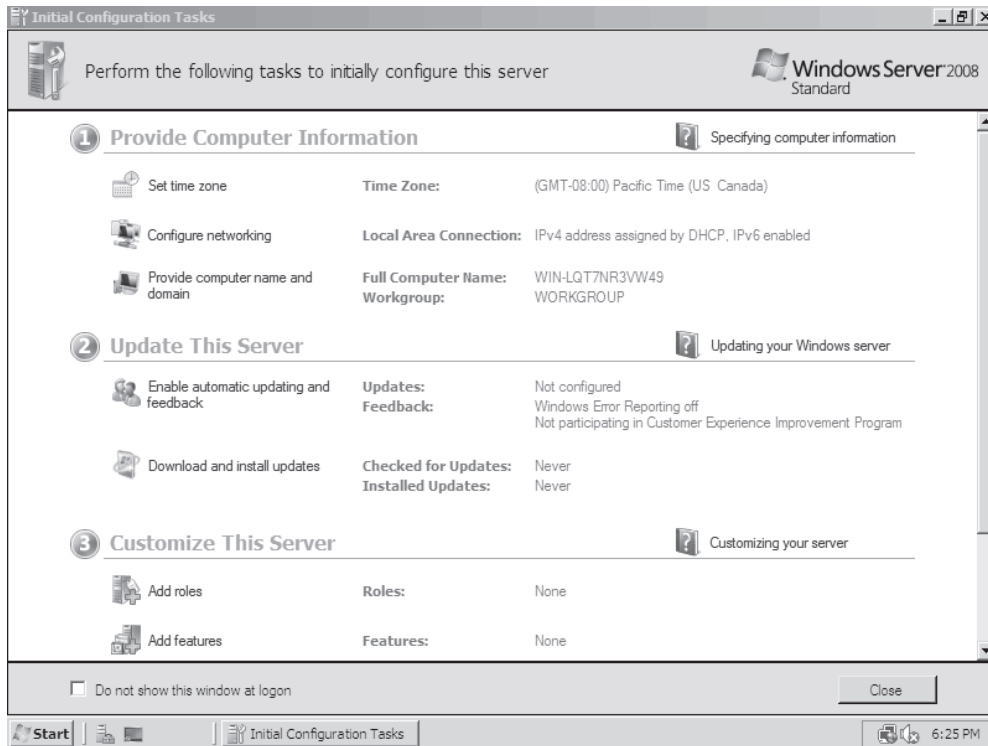 Initial Configuration Tasks
Perform the following tasks to initially configure this server
Windows Server 2008
Standard
1 Provide Computer Information
Specifying computer information
Set time zone
Time Zone:
(GMT-08:00) Pacific Time (US Canada)
Configure networking
Local Area Connection:
IPv4 address assigned by DHCP, IPv6 enabled
Provide computer name and
domain
Full Computer Name:
WIN-LQT7NR3VW49
Workgroup:
WORKGROUP
2 Update This Server
Updating your Windows server
Enable automatic updating and
feedback
Updates:
Not configured
Feedback:
Windows Error Reporting off
Not participating in Customer Experience Improvement Program
Download and install updates
Checked for Updates:
Never
Installed Updates:
Never
3 Customize This Server
Customizing your server
Add roles
Roles:
None
Add features
Features:
None
Do not show this window at logon
Close
Start
Initial Configuration Tasks
6:25 PM